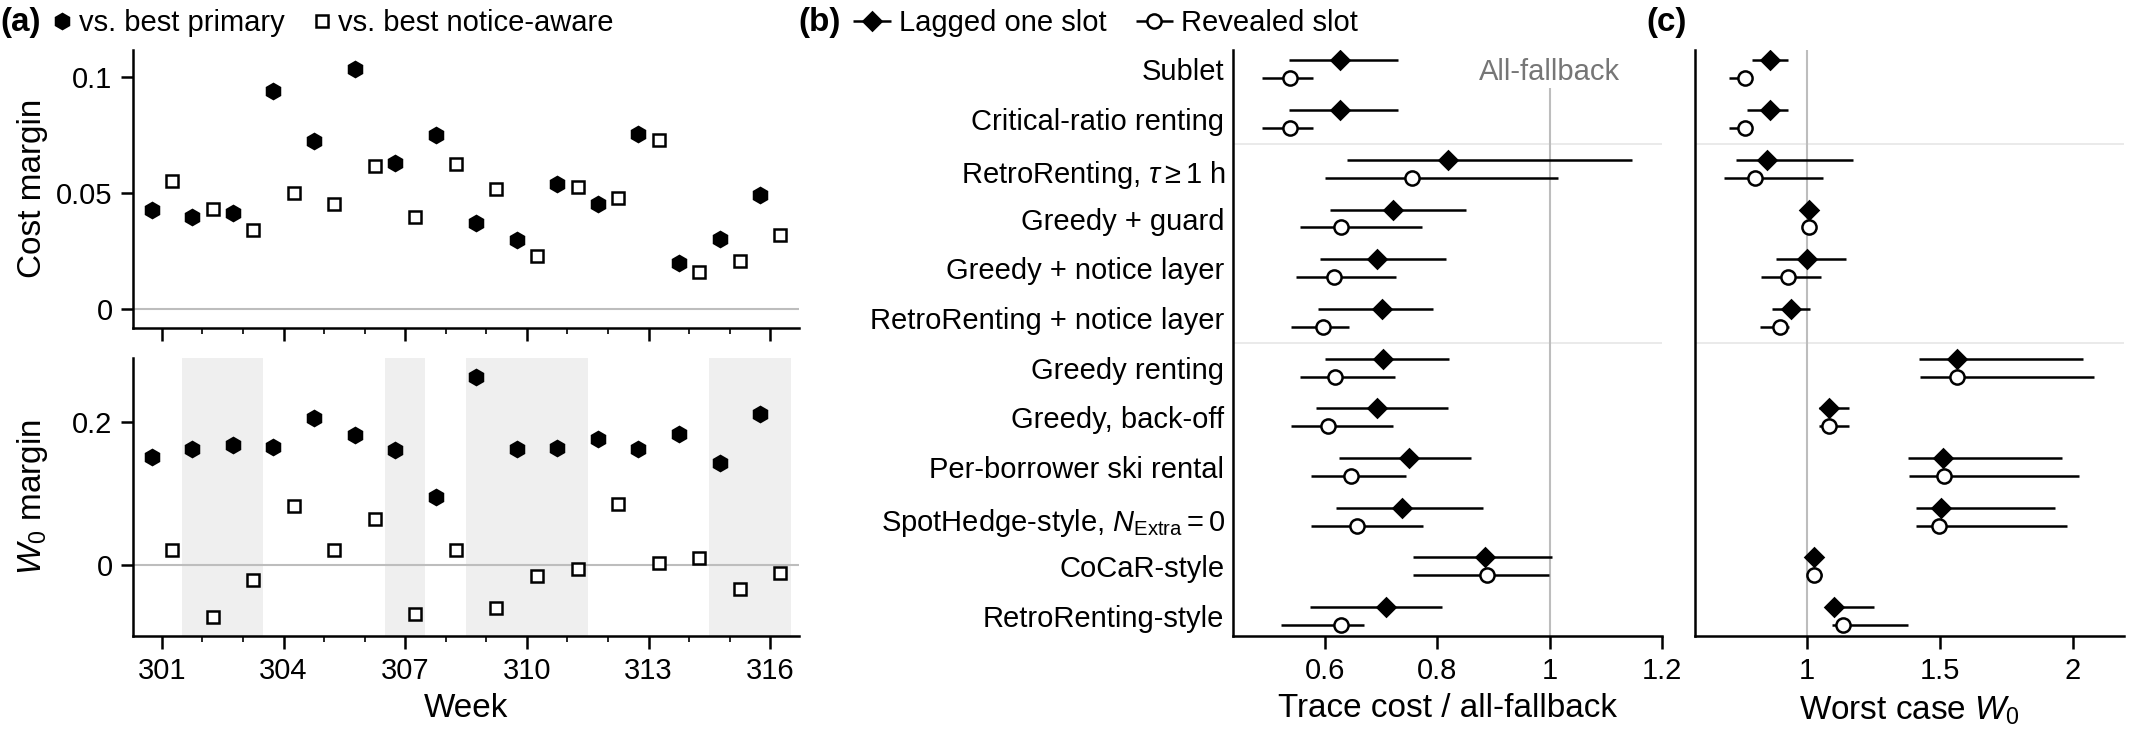 (a) vs. best primary vs. best notice-aware
Cost margin
0.1
0.05
0
W0 margin
0.2
0
301 304 307 310 313 316
Week
(b) Lagged one slot Revealed slot
All-fallback
Sublet
Critical-ratio renting
RetroRenting, τ ≥ 1 h
Greedy + guard
Greedy + notice layer
RetroRenting + notice layer
Greedy renting
Greedy, back-off
Per-borrower ski rental
SpotHedge-style, NExtra = 0
CoCaR-style
RetroRenting-style
0.6 0.8 1 1.2
Trace cost / all-fallback
(c)
1 1.5 2
Worst case W0